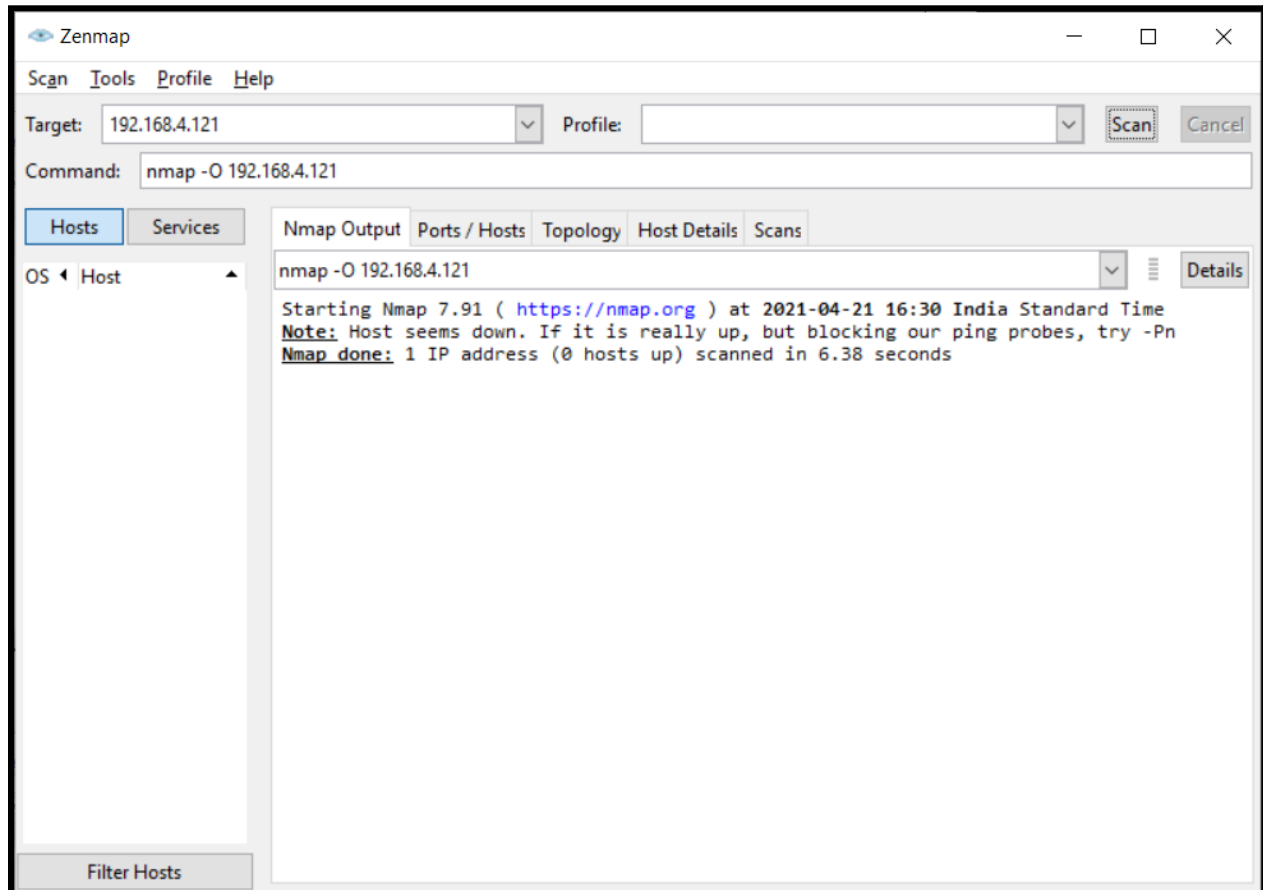 Zenmap
Scan Tools Profile Help
Target: 192.168.4.121 Profile: Scan Cancel
Command: nmap -O 192.168.4.121
Hosts Services Nmap Output Ports / Hosts Topology Host Details Scans
OS Host nmap -O 192.168.4.121 Details
Starting Nmap 7.91 ( https://nmap.org ) at 2021-04-21 16:30 India Standard Time
Note: Host seems down. If it is really up, but blocking our ping probes, try -Pn
Nmap done: 1 IP address (0 hosts up) scanned in 6.38 seconds
Filter Hosts